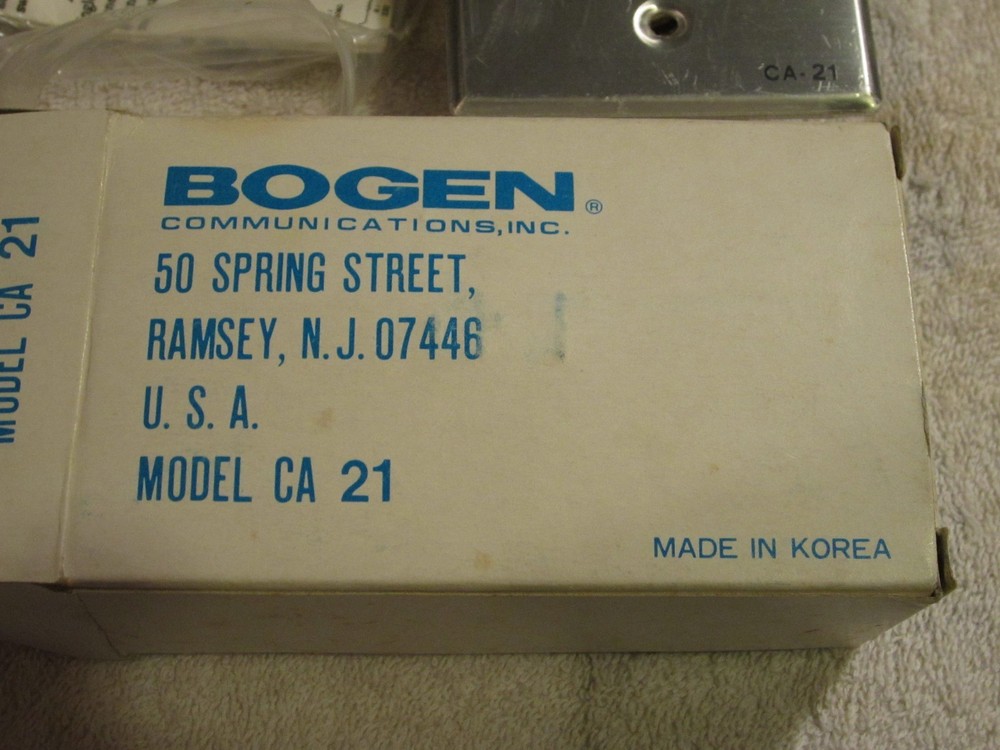 CA-21
BOGEN®
COMMUNICATIONS, INC.
50 SPRING STREET,
RAMSEY, N.J. 07446
U. S. A.
MODEL CA 21
MADE IN KOREA
MODEL CA 21